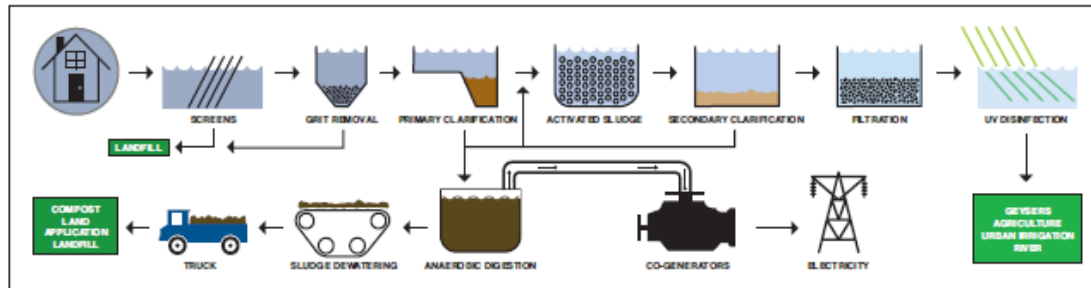 SCREENS
GRIT REMOVAL
PRIMARY CLARIFICATION
ACTIVATED SLUDGE
SECONDARY CLARIFICATION
FILTRATION
UV DISINFECTION
LANDFILL
COMPOST
LAND
APPLICATION
LANDFILL
TRUCK
SLUDGE DEWATERING
ANAEROBIC DIGESTION
CO-GENERATORS
ELECTRICITY
GEYSERS
AGRICULTURE
URBAN IRRIGATION
RIVER